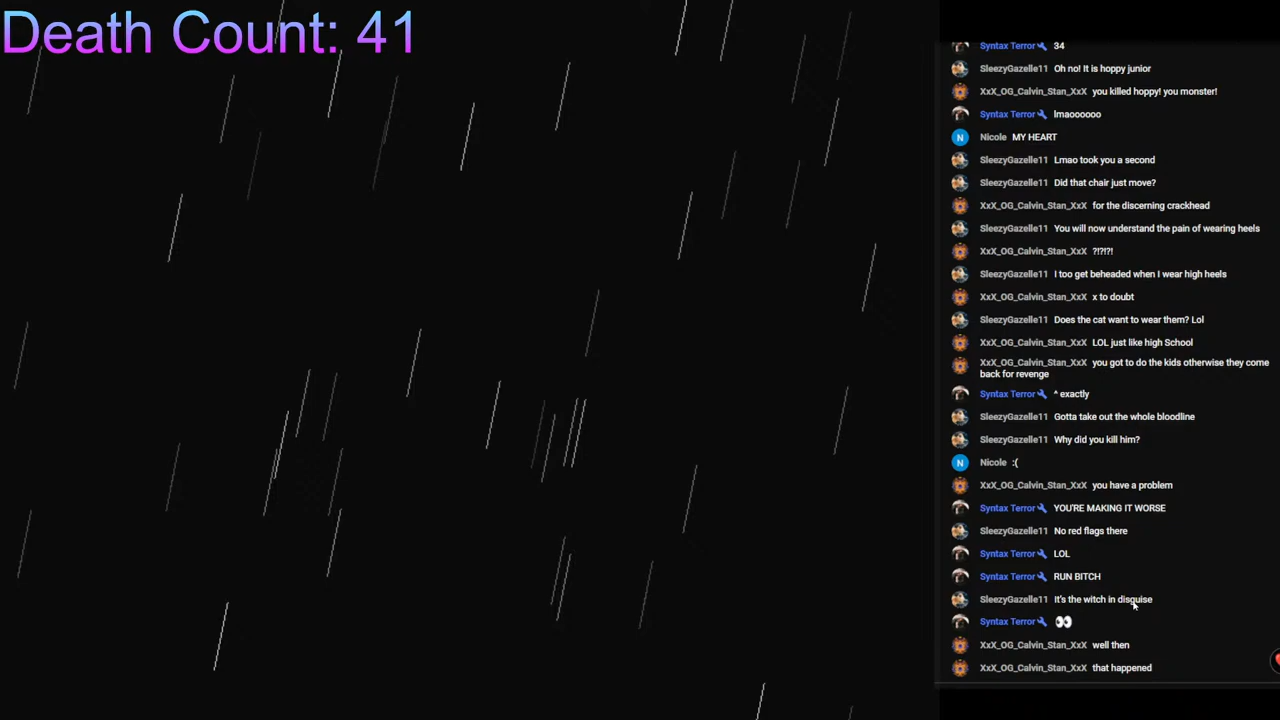 Death Count: 41
Syntax Terror 34
SleezyGazelle11 Oh no! It is hoppy junior
XxX_OG_Calvin_Stan_XxX you killed hoppy! you monster!
Syntax Terror lmaoooooo
N Nicole MY HEART
SleezyGazelle11 Lmao took you a second
SleezyGazelle11 Did that chair just move?
XxX_OG_Calvin_Stan_XxX for the discerning crackhead
SleezyGazelle11 You will now understand the pain of wearing heels
XxX_OG_Calvin_Stan_XxX ?!?!?!
SleezyGazelle11 I too get beheaded when I wear high heels
XxX_OG_Calvin_Stan_XxX x to doubt
SleezyGazelle11 Does the cat want to wear them? Lol
XxX_OG_Calvin_Stan_XxX LOL just like high School
XxX_OG_Calvin_Stan_XxX you got to do the kids otherwise they come
back for revenge
Syntax Terror ^ exactly
SleezyGazelle11 Gotta take out the whole bloodline
SleezyGazelle11 Why did you kill him?
N Nicole :(
XxX_OG_Calvin_Stan_XxX you have a problem
Syntax Terror YOU'RE MAKING IT WORSE
SleezyGazelle11 No red flags there
Syntax Terror LOL
Syntax Terror RUN BITCH
SleezyGazelle11 It's the witch in disguise
Syntax Terror 👀
XxX_OG_Calvin_Stan_XxX well then
XxX_OG_Calvin_Stan_XxX that happened